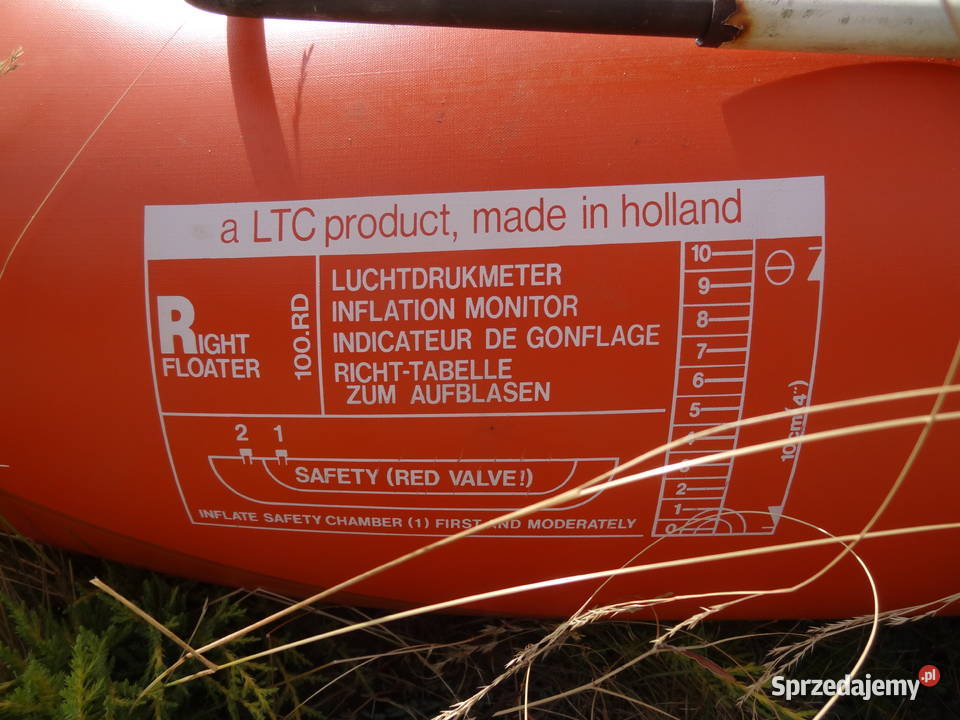 a LTC product, made in holland
RIGHT
FLOATER
100.RD
LUCHTDRUKMETER
INFLATION MONITOR
INDICATEUR DE GONFLAGE
RICHT-TABELLE
ZUM AUFBLASEN
10
9
8
7
6
5
4
3
2
1
0
10cm(4")
2 1
SAFETY (RED VALVE!)
INFLATE SAFETY CHAMBER (1) FIRST AND MODERATELY
Sprzedajemy.pl